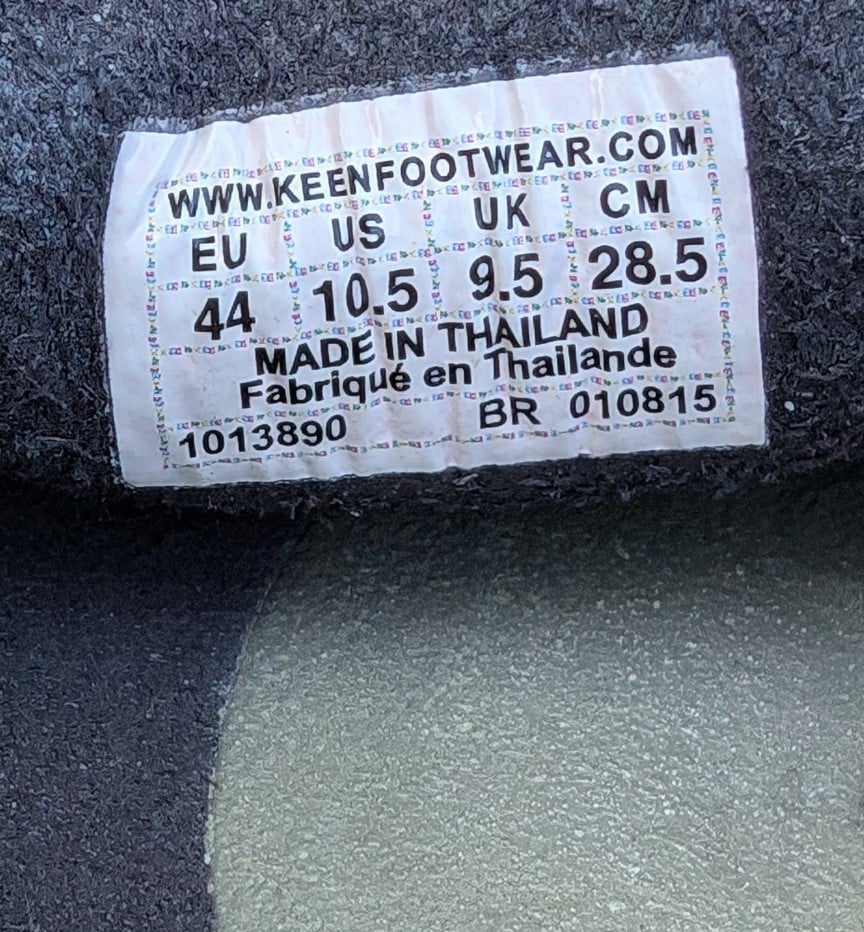 WWW.KEENFOOTWEAR.COM
EU US UK CM
44 10.5 9.5 28.5
MADE IN THAILAND
Fabriqué en Thaïlande
1013890 BR 010815